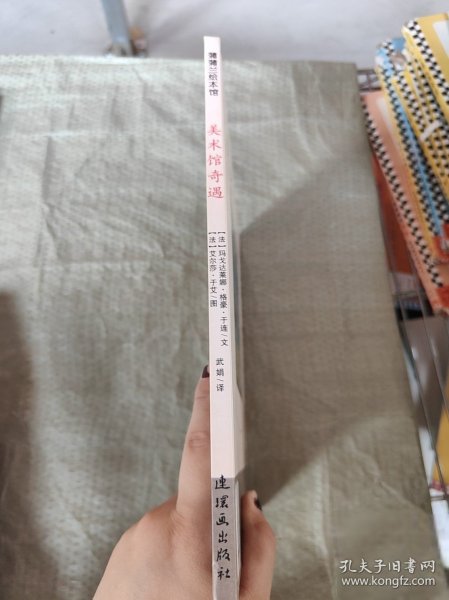 蒲蒲兰绘本馆
美术馆奇遇
[法]玛戈达莱娜·格豪·于连/文
[法]艾尔莎·于艾/图
武娟/译
连环画出版社
孔夫子旧书网
www.kongfz.com